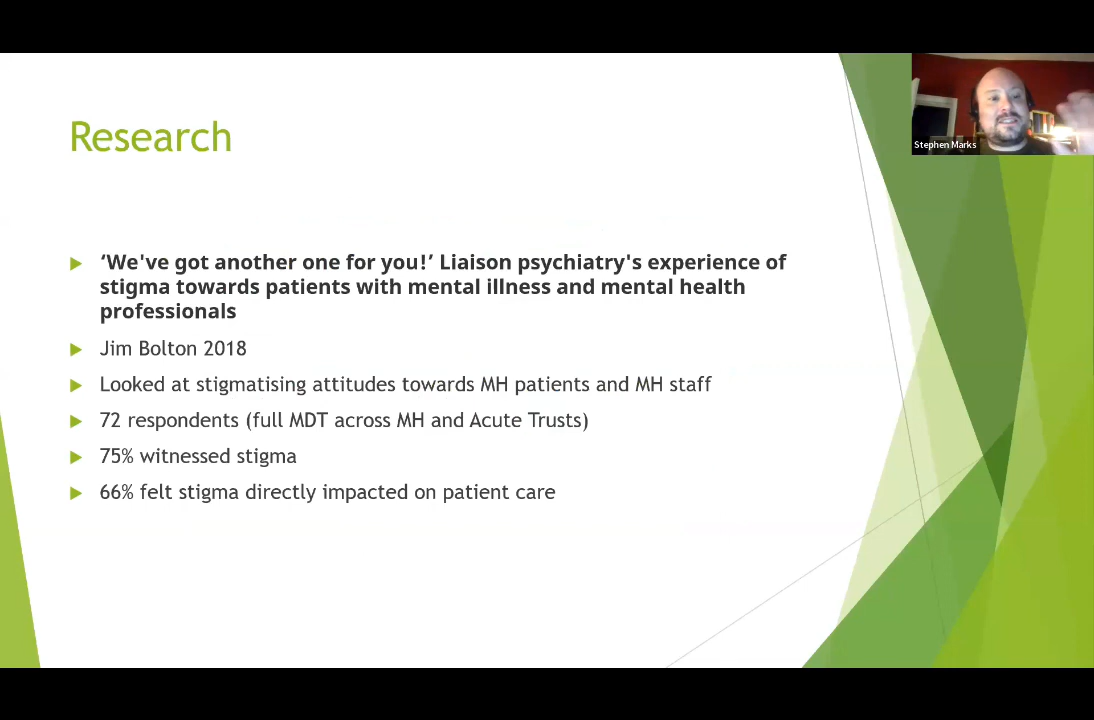 Research
‘We've got another one for you!’ Liaison psychiatry's experience of
stigma towards patients with mental illness and mental health
professionals
Jim Bolton 2018
Looked at stigmatising attitudes towards MH patients and MH staff
72 respondents (full MDT across MH and Acute Trusts)
75% witnessed stigma
66% felt stigma directly impacted on patient care
Stephen Marks